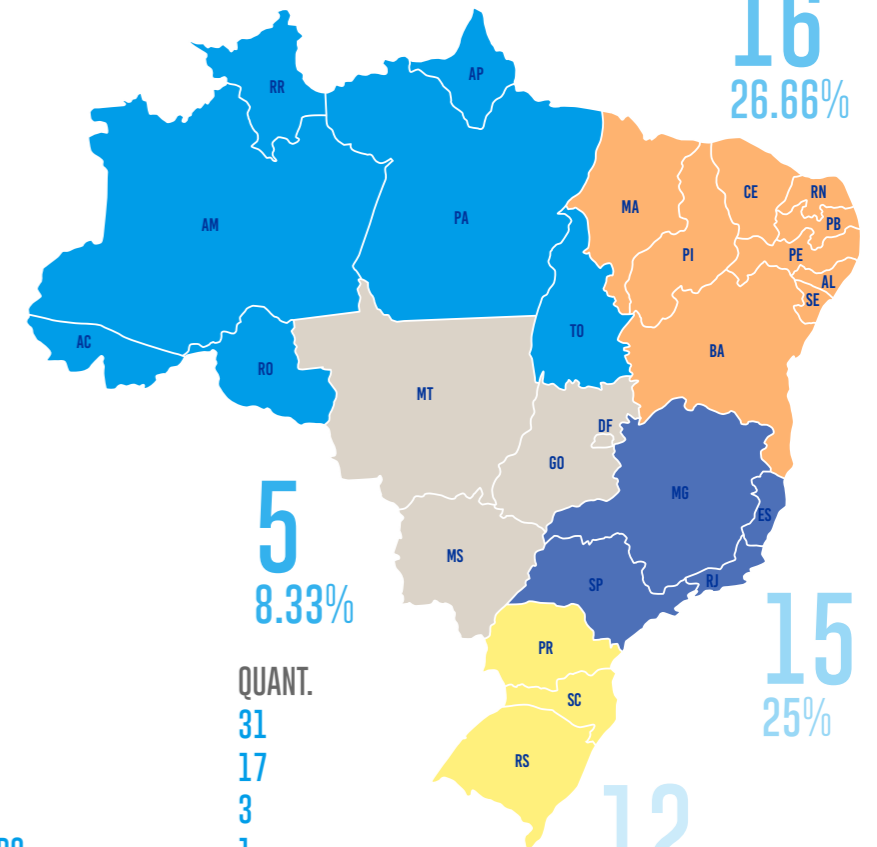 16
26.66%
RR
AP
AM
PA
MA
CE
RN
PB
PI
PE
AL
SE
AC
RO
TO
BA
MT
DF
GO
MG
ES
5
8.33%
MS
SP
RJ
15
25%
PR
QUANT.
SC
31
17
RS
3
12